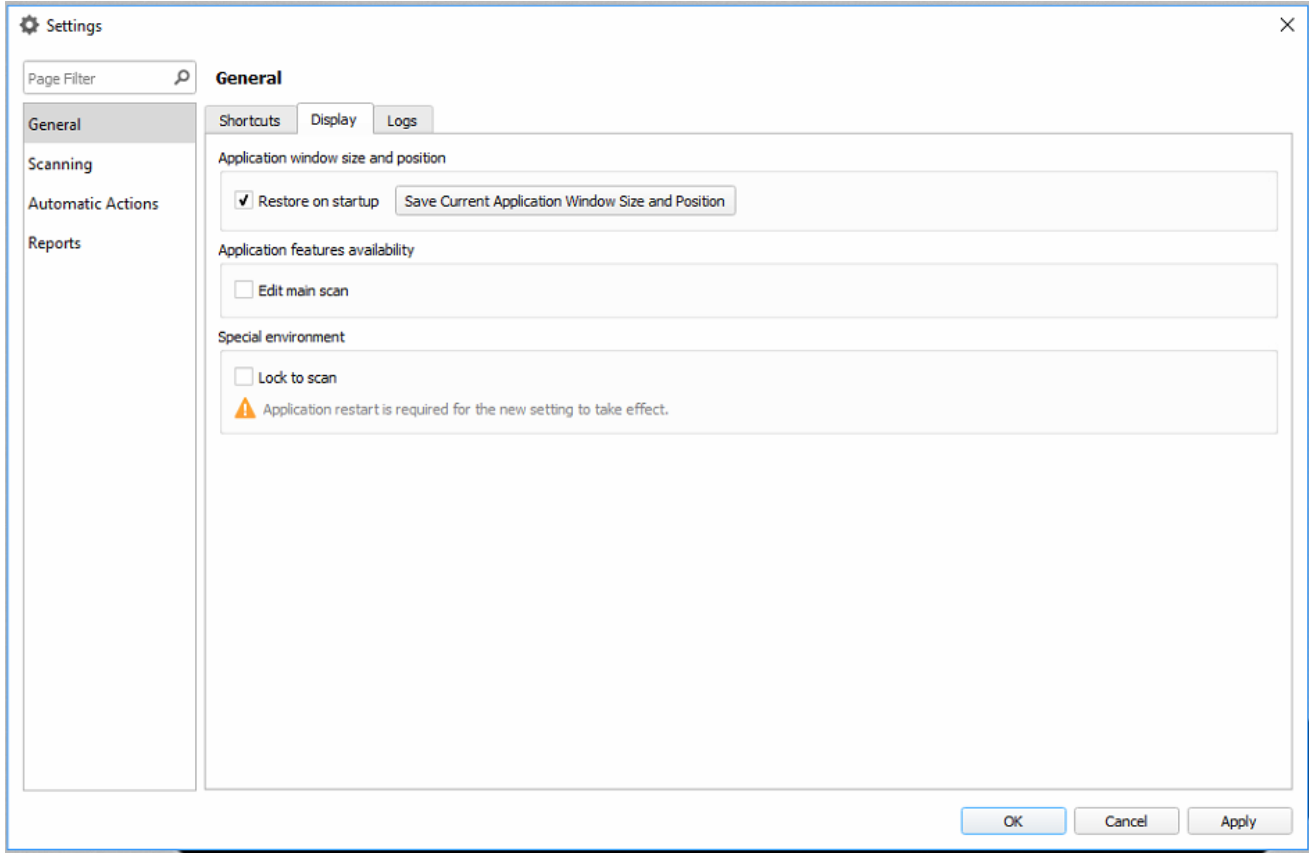 Settings
Page Filter
General
Scanning
Automatic Actions
Reports
General
Shortcuts Display Logs
Application window size and position
Restore on startup Save Current Application Window Size and Position
Application features availability
Edit main scan
Special environment
Lock to scan
Application restart is required for the new setting to take effect.
OK Cancel Apply